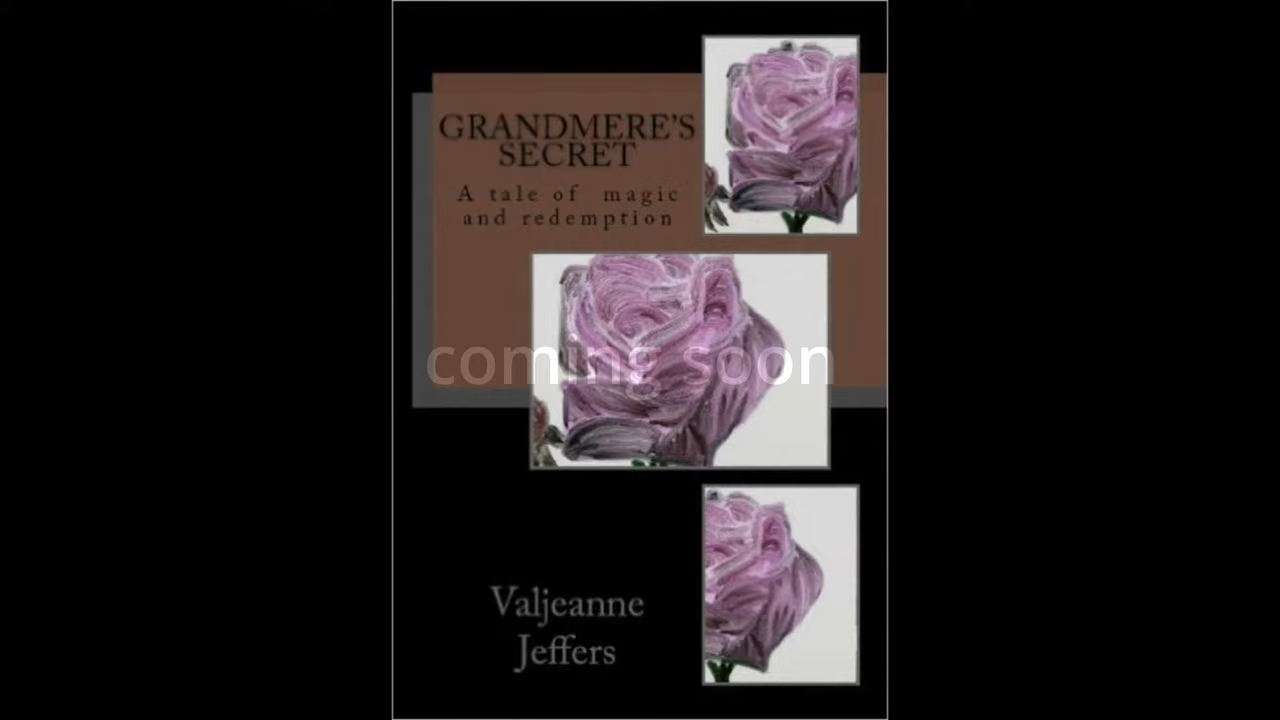 GRANDMERE'S
SECRET
A tale of magic
and redemption
coming soon
Valjeanne
Jeffers